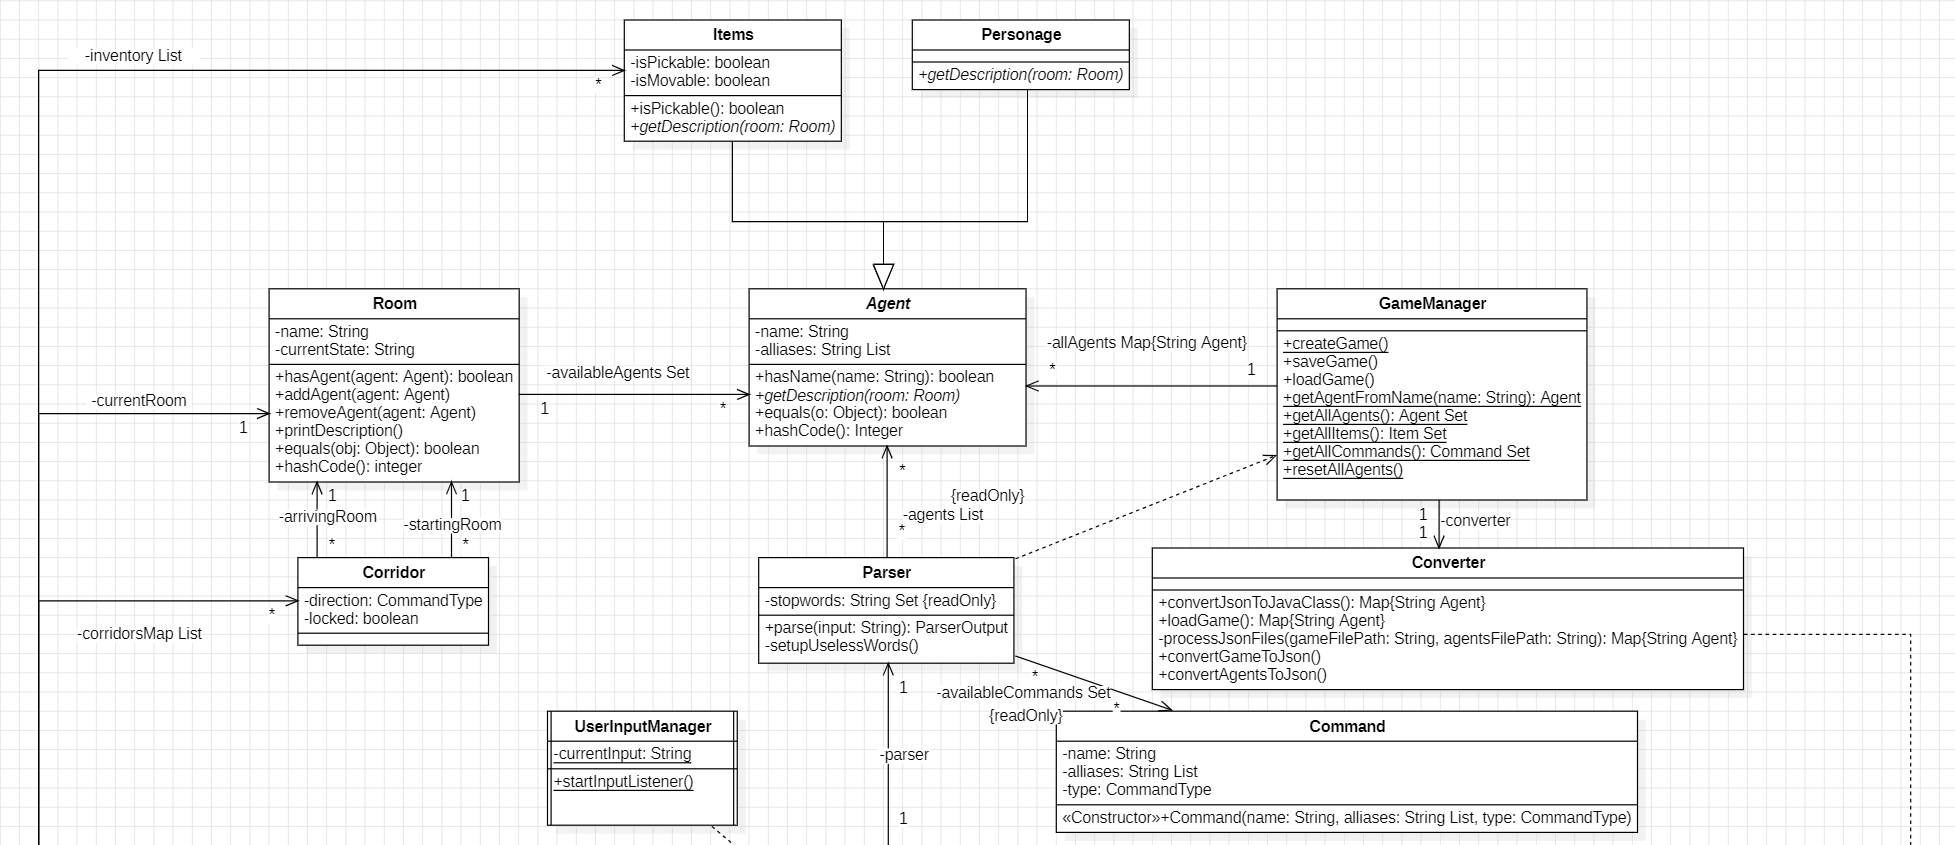 -inventory List
*
Items
-isPickable: boolean
-isMovable: boolean
+isPickable(): boolean
+getDescription(room: Room)
Personage
+getDescription(room: Room)
-currentRoom
1
Room
-name: String
-currentState: String
+hasAgent(agent: Agent): boolean
+addAgent(agent: Agent)
+removeAgent(agent: Agent)
+printDescription()
+equals(obj: Object): boolean
+hashCode(): integer
-availableAgents Set
1
*
Agent
-name: String
-alliases: String List
+hasName(name: String): boolean
+getDescription(room: Room)
+equals(o: Object): boolean
+hashCode(): Integer
-allAgents Map{String Agent}
*
1
GameManager
+createGame()
+saveGame()
+loadGame()
+getAgentFromName(name: String): Agent
+getAllAgents(): Agent Set
+getAllItems(): Item Set
+getAllCommands(): Command Set
+resetAllAgents()
1
-arrivingRoom
*
1
-startingRoom
*
*
{readOnly}
-agents List
*
1
-converter
1
Corridor
-direction: CommandType
-locked: boolean
*
-corridorsMap List
Parser
-stopwords: String Set {readOnly}
+parse(input: String): ParserOutput
-setupUselessWords()
Converter
+convertJsonToJavaClass(): Map{String Agent}
+loadGame(): Map{String Agent}
-processJsonFiles(gameFilePath: String, agentsFilePath: String): Map{String Agent}
+convertGameToJson()
+convertAgentsToJson()
*
-availableCommands Set
*
{readOnly}
1
-parser
1
UserInputManager
-currentInput: String
+startInputListener()
Command
-name: String
-alliases: String List
-type: CommandType
«Constructor»+Command(name: String, alliases: String List, type: CommandType)